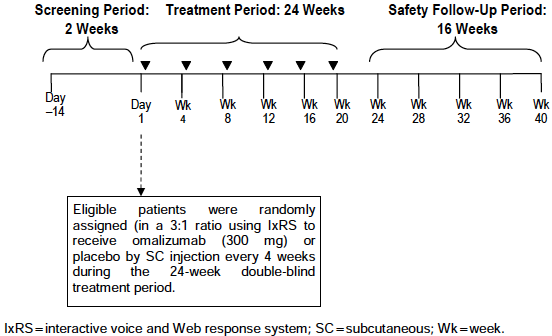 Screening Period:
2 Weeks
Treatment Period: 24 Weeks
Safety Follow-Up Period:
16 Weeks
Day
–14
Day
1
Wk
4
Wk
8
Wk
12
Wk
16
Wk
20
Wk
24
Wk
28
Wk
32
Wk
36
Wk
40
Eligible patients were randomly
assigned (in a 3:1 ratio using IxRS to
receive omalizumab (300 mg) or
placebo by SC injection every 4 weeks
during the 24-week double-blind
treatment period.
IxRS=interactive voice and Web response system; SC=subcutaneous; Wk=week.